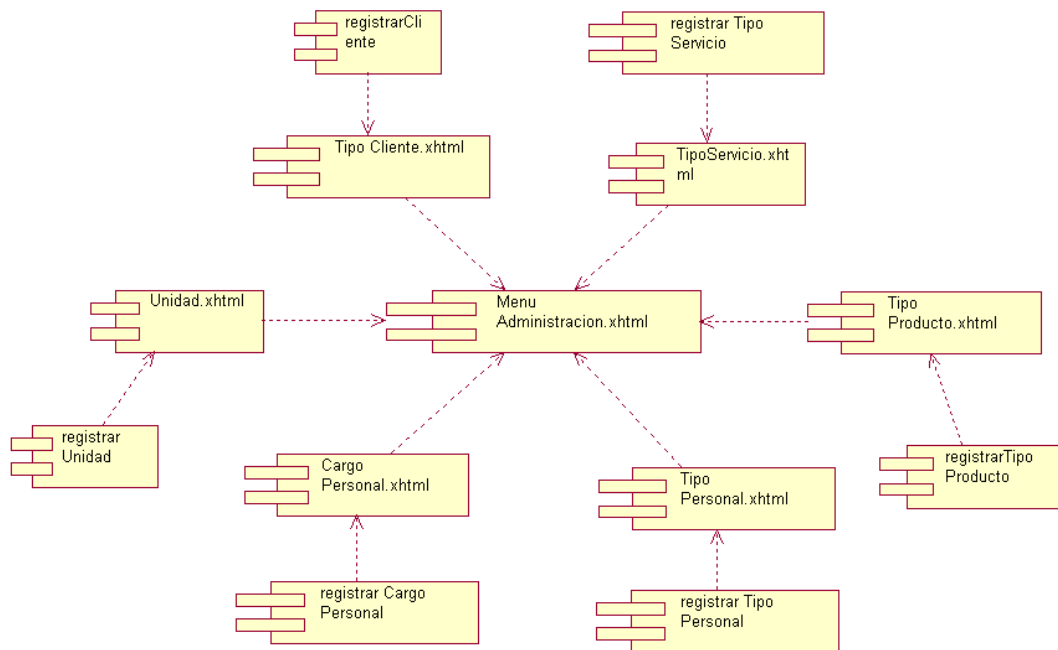 registrarCli
ente
registrar Tipo
Servicio
Tipo Cliente.xhtml
TipoServicio.xht
ml
Unidad.xhtml
Menu
Administracion.xhtml
Tipo
Producto.xhtml
registrar
Unidad
Cargo
Personal.xhtml
Tipo
Personal.xhtml
registrarTipo
Producto
registrar Cargo
Personal
registrar Tipo
Personal